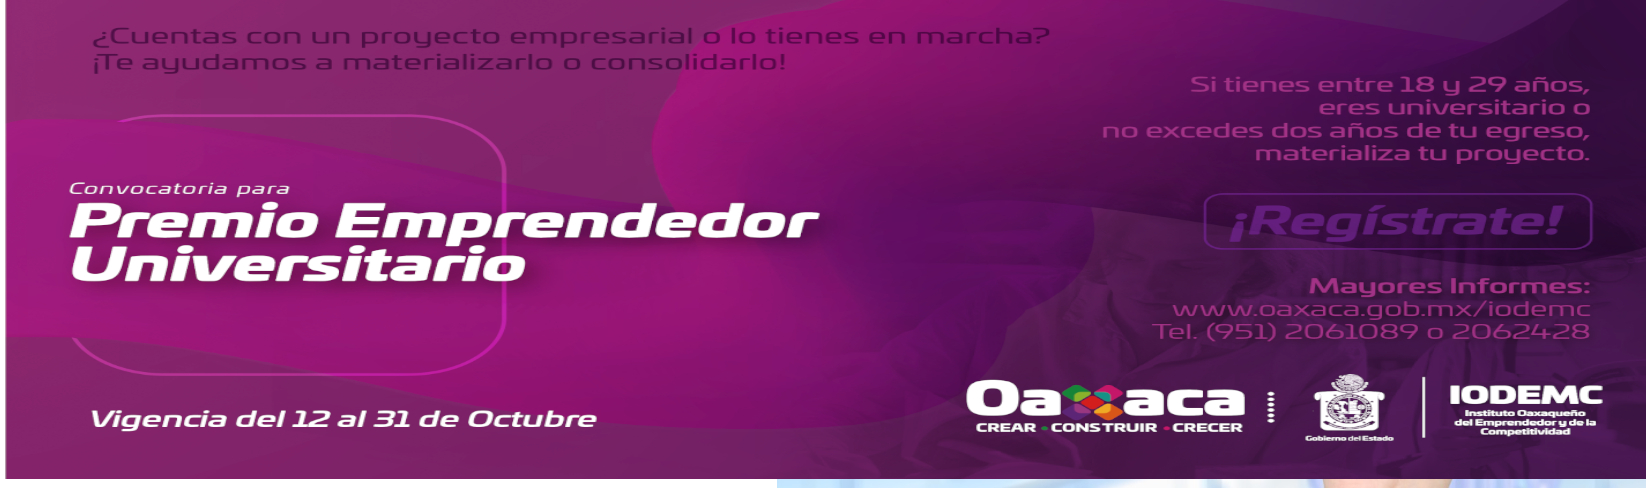 ¿Cuentas con un proyecto empresarial o lo tienes en marcha?
¡Te ayudamos a materializarlo o consolidarlo!
Si tienes entre 18 y 29 años,
eres universitario o
no excedes dos años de tu egreso,
materializa tu proyecto.
Convocatoria para
Premio Emprendedor
Universitario
¡Regístrate!
Mayores Informes:
www.oaxaca.gob.mx/iodemc
Tel. (951) 2061089 o 2062428
Vigencia del 12 al 31 de Octubre
Oaxaca
CREAR • CONSTRUIR • CRECER
Gobierno del Estado
IODEMC
Instituto Oaxaqueño
del Emprendedor y de la
Competitividad